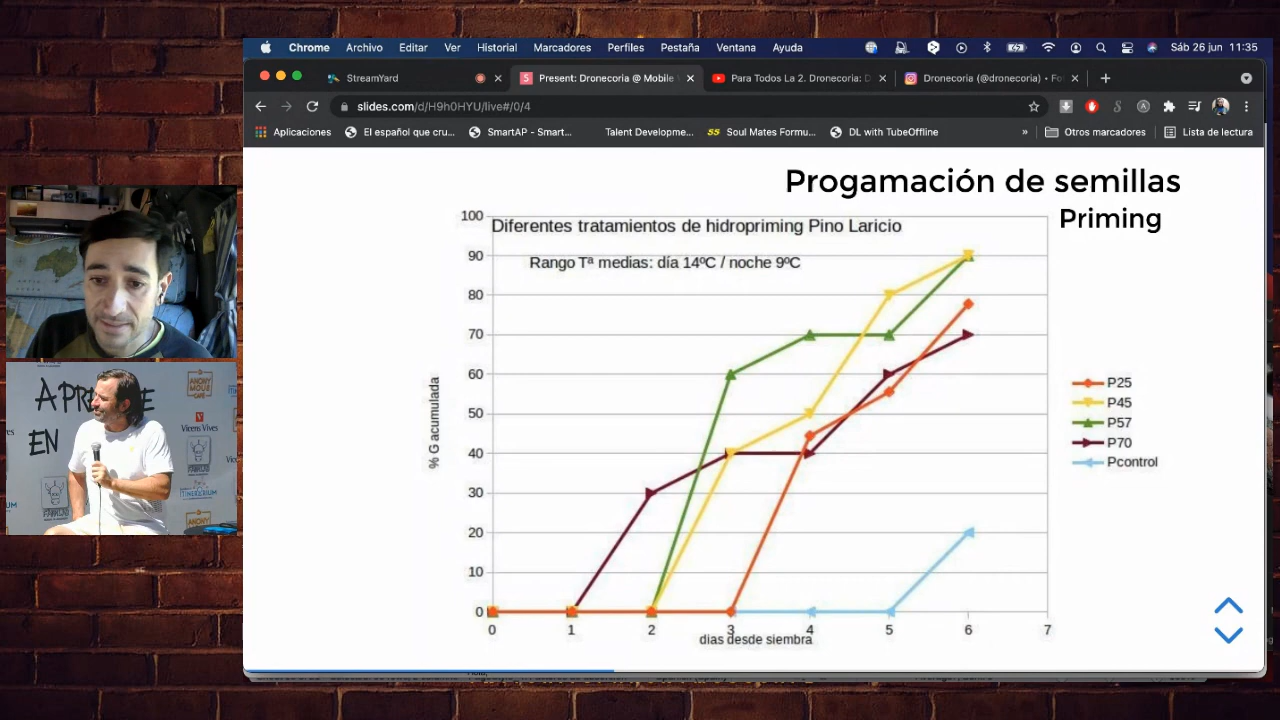 Chrome Archivo Editar Ver Historial Marcadores Perfiles Pestaña Ventana Ayuda Sáb 26 jun 11:35
StreamYard
Present: Dronecoria @ Mobile
Para Todos La 2. Dronecoria: D
Dronecoria (@dronecoria) • Fo
slides.com/d/H9h0HYU/live#/0/4
Aplicaciones El español que cru... SmartAP - Smart... Talent Developme... SS Soul Mates Formu... DL with TubeOffline » Otros marcadores Lista de lectura
Progamación de semillas
Priming
Diferentes tratamientos de hidropriming Pino Laricio
Rango Tª medias: día 14ºC / noche 9ºC
% G acumulada
100
90
80
70
60
50
40
30
20
10
0
0 1 2 3 4 5 6 7
dias desde siembra
P25
P45
P57
P70
Pcontrol
EN
Vicens Vives
ANONY